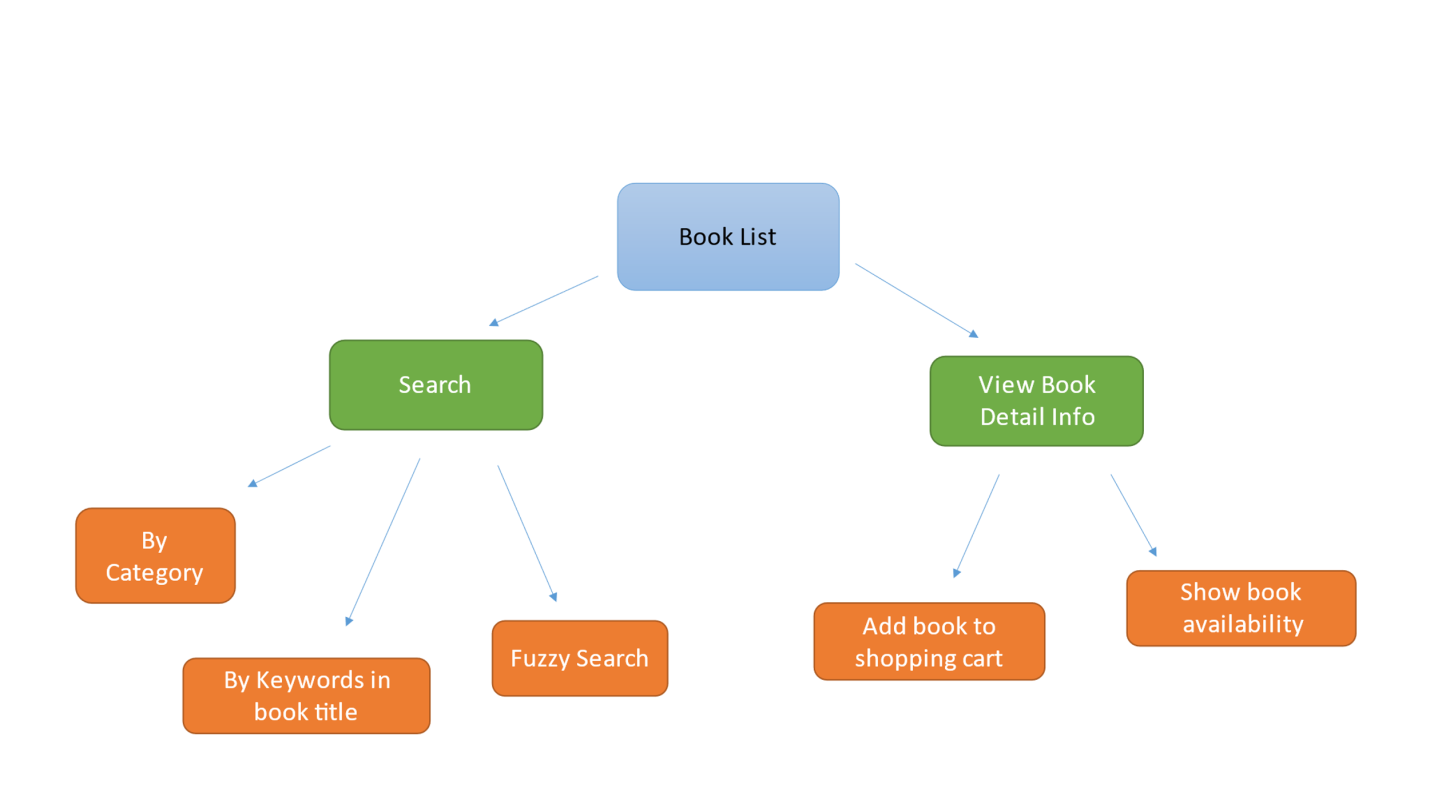 Book List
Search
View Book
Detail Info
By
Category
By Keywords in
book title
Fuzzy Search
Add book to
shopping cart
Show book
availability